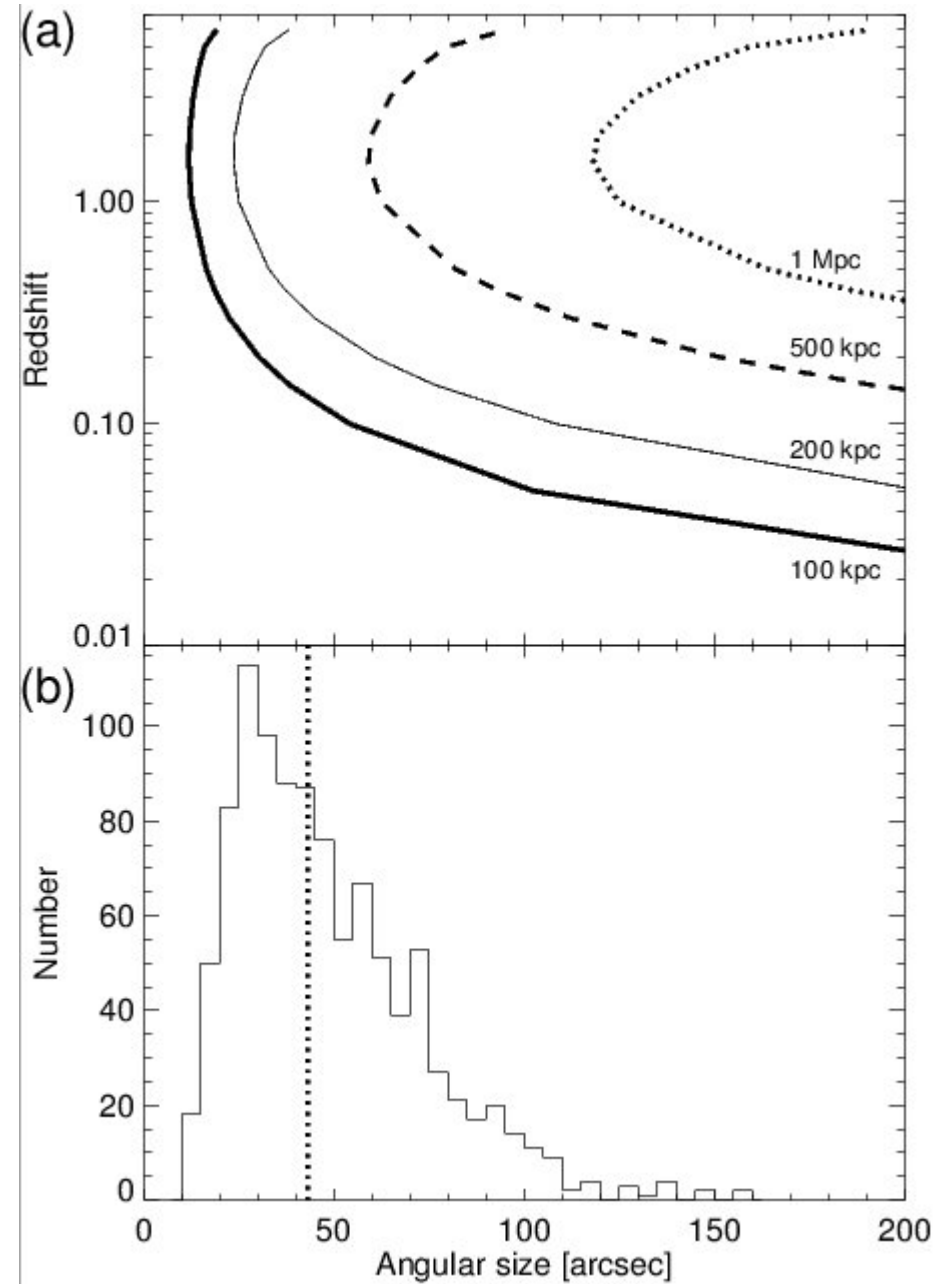 (a)
Redshift
1.00
0.10
0.01
1 Mpc
500 kpc
200 kpc
100 kpc
(b)
Number
100
80
60
40
20
0
0 50 100 150 200
Angular size [arcsec]